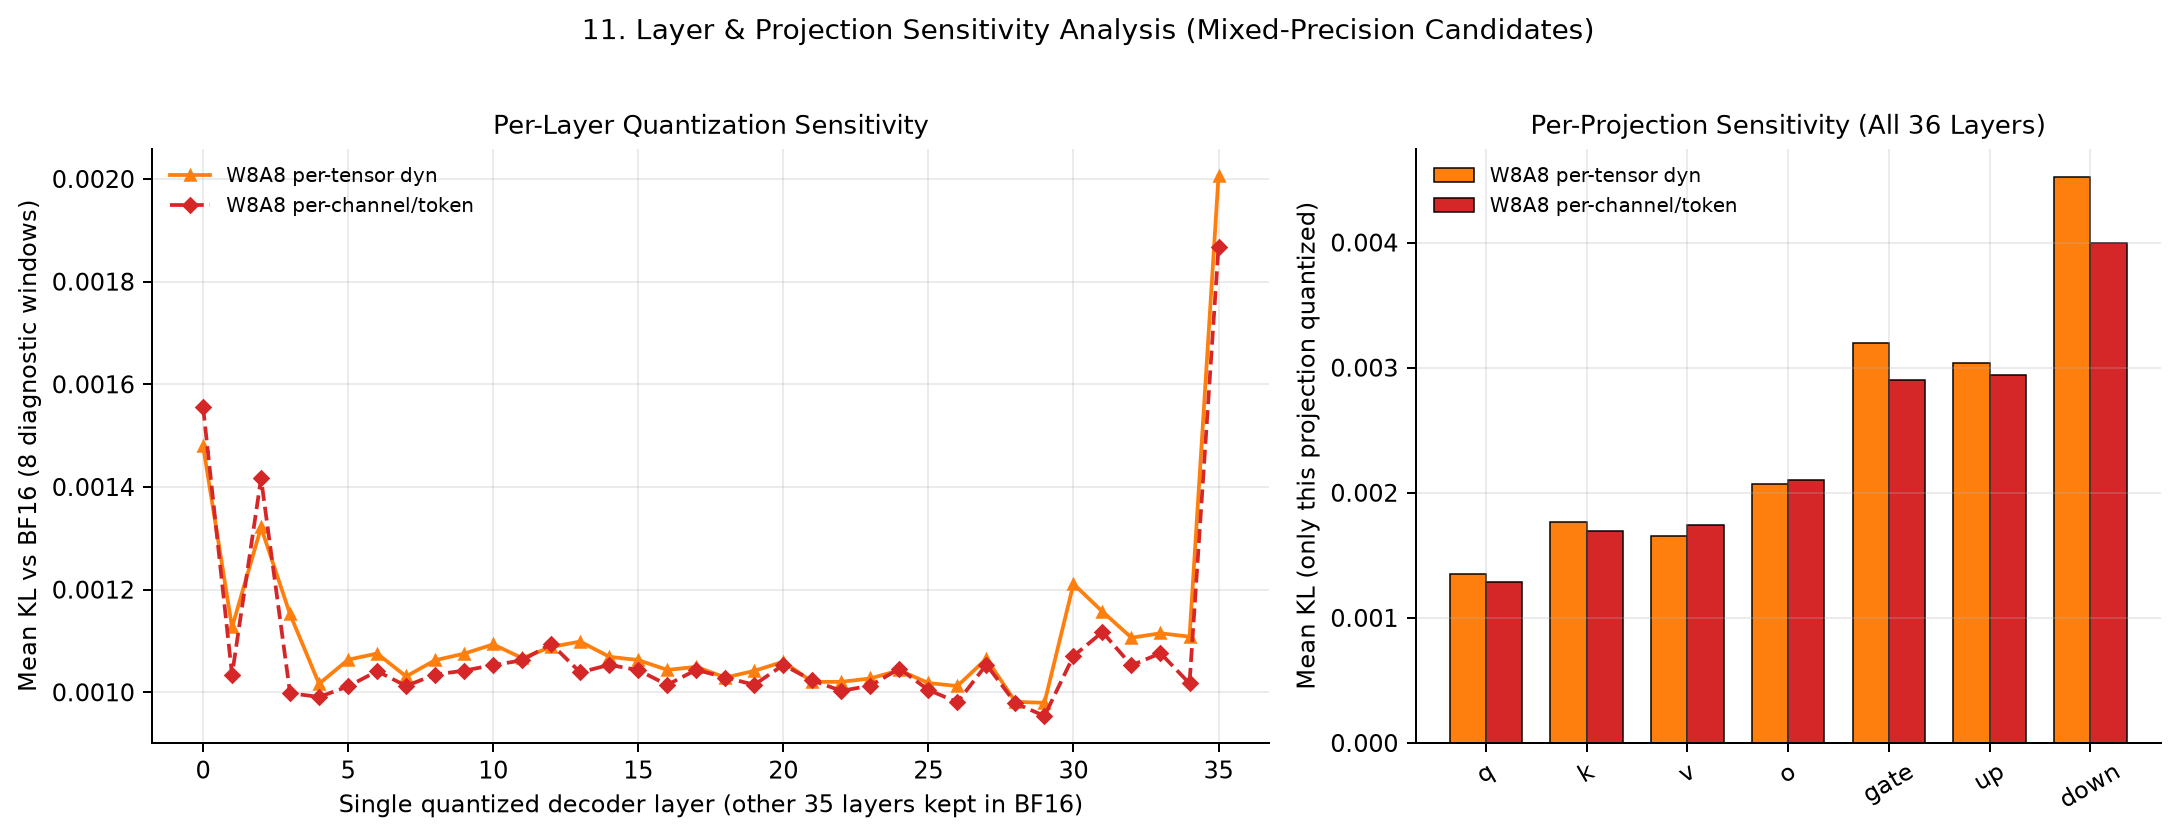 11. Layer & Projection Sensitivity Analysis (Mixed-Precision Candidates)
Per-Layer Quantization Sensitivity
W8A8 per-tensor dyn
W8A8 per-channel/token
Mean KL vs BF16 (8 diagnostic windows)
0.0020
0.0018
0.0016
0.0014
0.0012
0.0010
0 5 10 15 20 25 30 35
Single quantized decoder layer (other 35 layers kept in BF16)
Per-Projection Sensitivity (All 36 Layers)
W8A8 per-tensor dyn
W8A8 per-channel/token
Mean KL (only this projection quantized)
0.004
0.003
0.002
0.001
0.000
q k v o gate up down